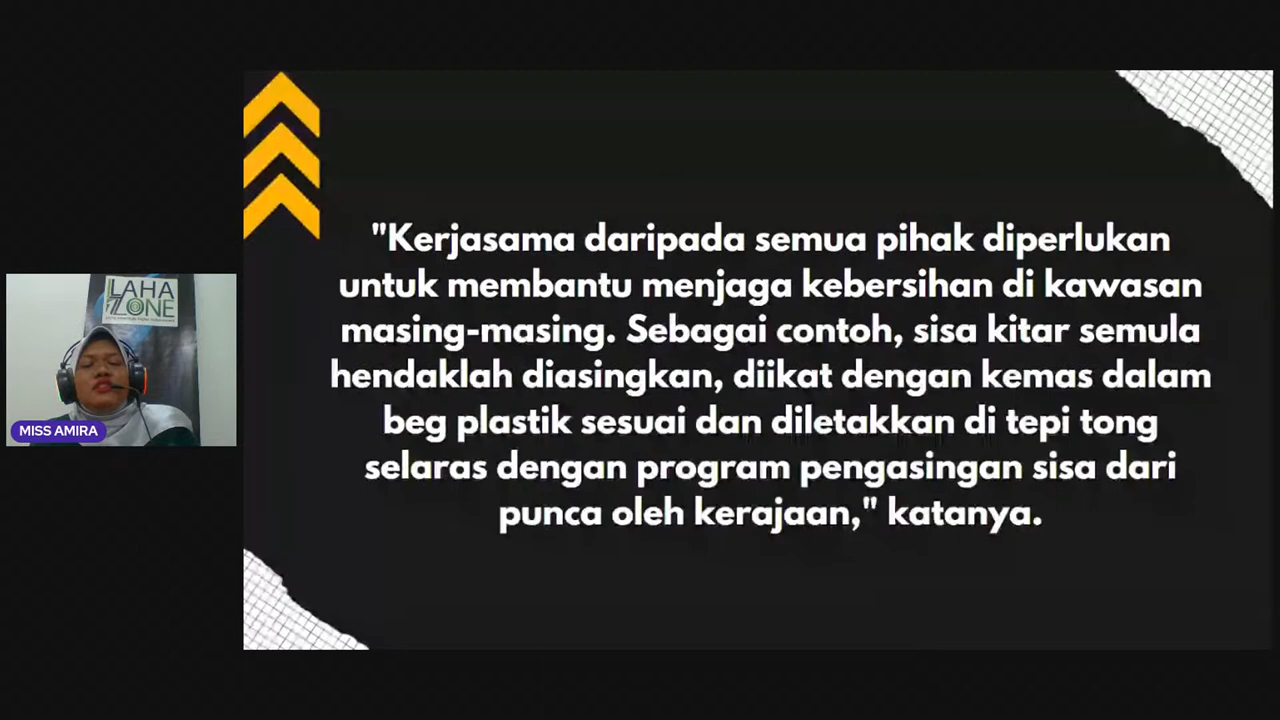 "Kerjasama daripada semua pihak diperlukan
untuk membantu menjaga kebersihan di kawasan
masing-masing. Sebagai contoh, sisa kitar semula
hendaklah diasingkan, diikat dengan kemas dalam
beg plastik sesuai dan diletakkan di tepi tong
selaras dengan program pengasingan sisa dari
punca oleh kerajaan," katanya.
LAHA
ZONE
MISS AMIRA